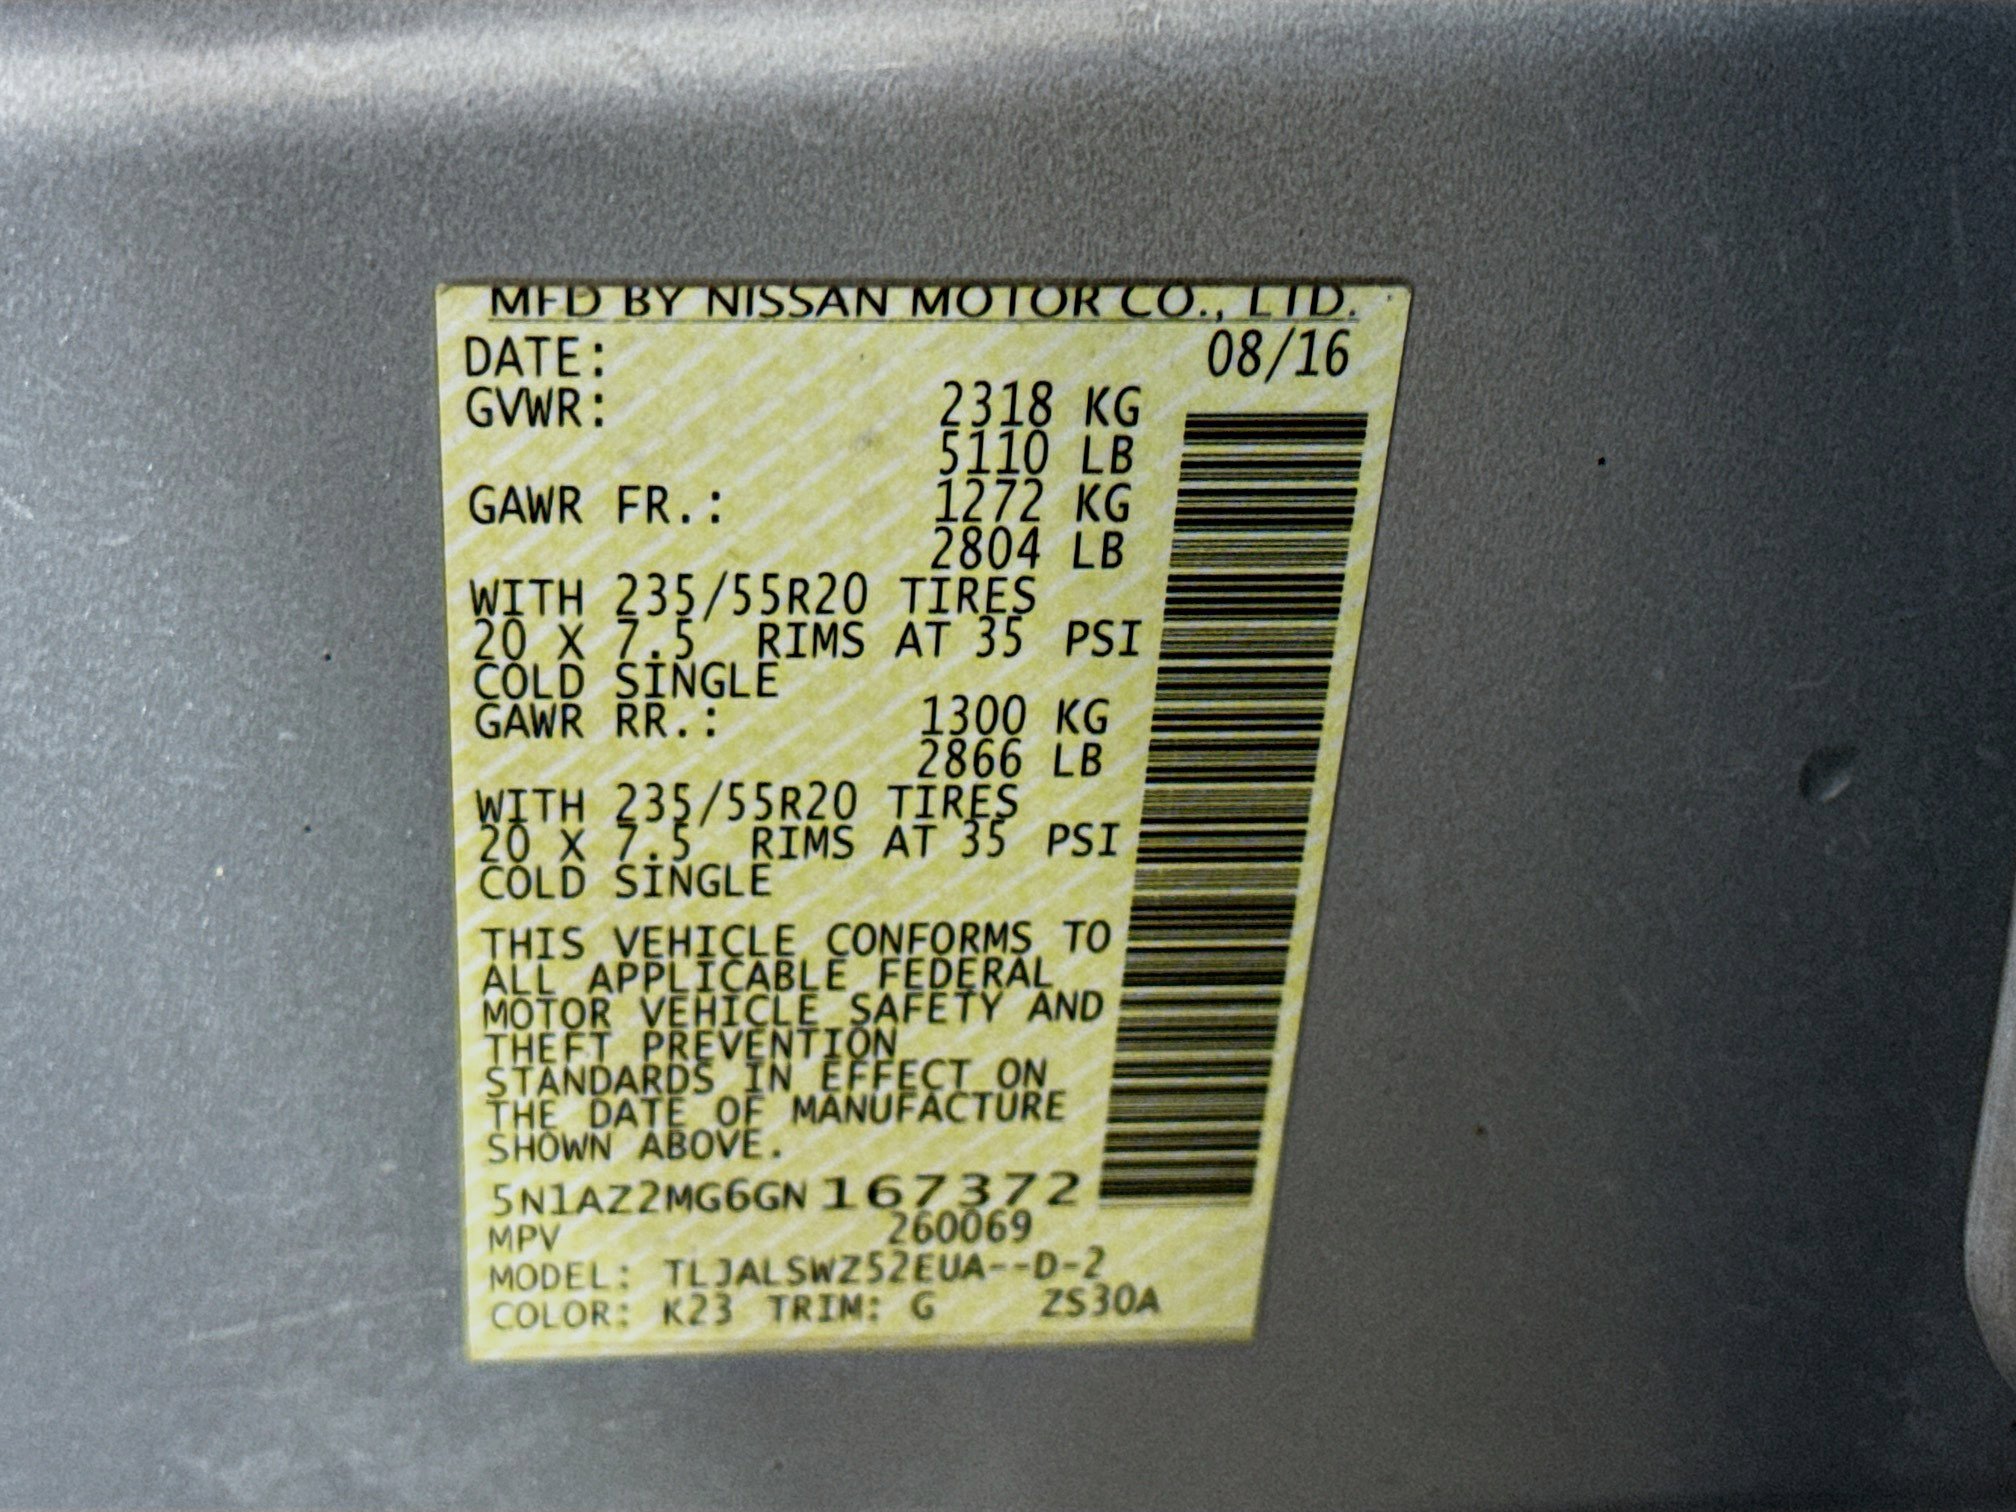 MFD BY NISSAN MOTOR CO., LTD.
DATE: 08/16
GVWR: 2318 KG
5110 LB
GAWR FR.: 1272 KG
2804 LB
WITH 235/55R20 TIRES
20 X 7.5 RIMS AT 35 PSI
COLD SINGLE
GAWR RR.: 1300 KG
2866 LB
WITH 235/55R20 TIRES
20 X 7.5 RIMS AT 35 PSI
COLD SINGLE
THIS VEHICLE CONFORMS TO
ALL APPLICABLE FEDERAL
MOTOR VEHICLE SAFETY AND
THEFT PREVENTION
STANDARDS IN EFFECT ON
THE DATE OF MANUFACTURE
SHOWN ABOVE.
5N1AZ2MG6GN167372
MPV 260069
MODEL: TLJALSWZ52EUA--D-2
COLOR: K23 TRIM: G ZS30A